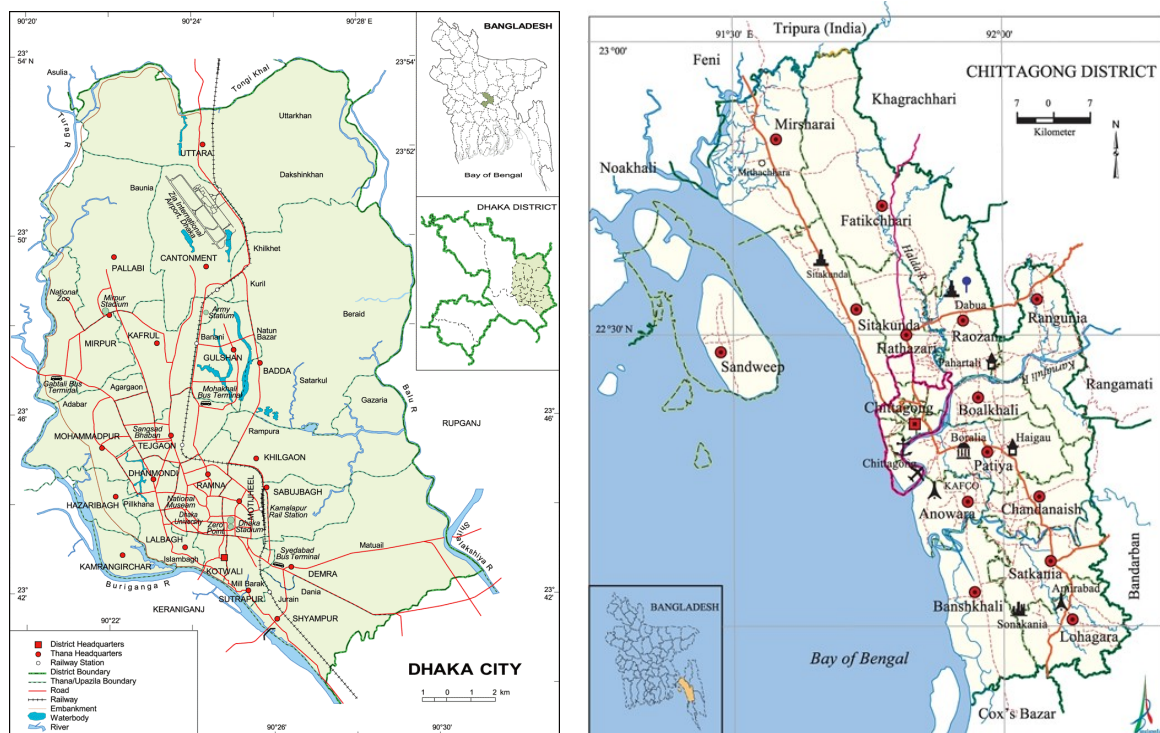 90°20'
90°24'
90°28' E
23°
54' N
Asulia
Tongi Khal
Turag R
Uttarkhan
UTTARA
23°54'
23°52'
Dakshinkhan
Baunia
Zia International
Airport, Dhaka
23°
50'
Khilkhet
CANTONMENT
PALLABI
Kuril
National
Zoo
Mirpur
Stadium
Army
Statium
Beraid
MIRPUR
KAFRUL
Banani
Natun
Bazar
GULSHAN
BADDA
Gabtali Bus
Terminal
Agargaon
Mohakhali
Bus Terminal
Satarkul
Adabar
Gazaria
Balu R
23°
46'
23°
46'
Sangsad
Bhaban
MOHAMMADPUR
TEJGAON
Rampura
RUPGANJ
KHILGAON
DHANMONDI
RAMNA
MOTIJHEEL
SABUJBAGH
HAZARIBAGH
Pilkhana
National
Museum
Kamalapur
Rail Station
Dhaka
University
Zero
Point
Dhaka
Stadium
LALBAGH
Islambagh
Syedabad
Bus Terminal
Matuail
KAMRANGIRCHAR
KOTWALI
DEMRA
Buriganga R
Mill Barak
Dania
23°
42'
23°
42'
SUTRAPUR
Jurain
KERANIGANJ
SHYAMPUR
90°22'
90°26'
90°30'
District Headquarters
Thana Headquarters
Railway Station
District Boundary
Thana/Upazila Boundary
Road
Railway
Embankment
Waterbody
River
DHAKA CITY
1 0 1 2 km
BANGLADESH
Bay of Bengal
DHAKA DISTRICT
Tripura (India)
23°00'
91°30' E
92°00'
Feni
CHITTAGONG DISTRICT
Khagrachhari
7 0 7
Kilometer
N
Mirsharai
Mithachhara
Noakhali
Fatikchhari
Halda R
Sitakunda
Dabua
Rangunia
22°30' N
Sitakunda
Raozan
Hathazari
Pahartali
Karnafuli R
Sandweep
Rangamati
Chittagong
Boalkhali
Boralia
Haigau
Chittagong
Patiya
KAFCO
Anowara
Chandanaish
Satkania
Bandarban
Banshkhali
Amirabad
Sonakania
Lohagara
BANGLADESH
Bay of Bengal
Cox's Bazar